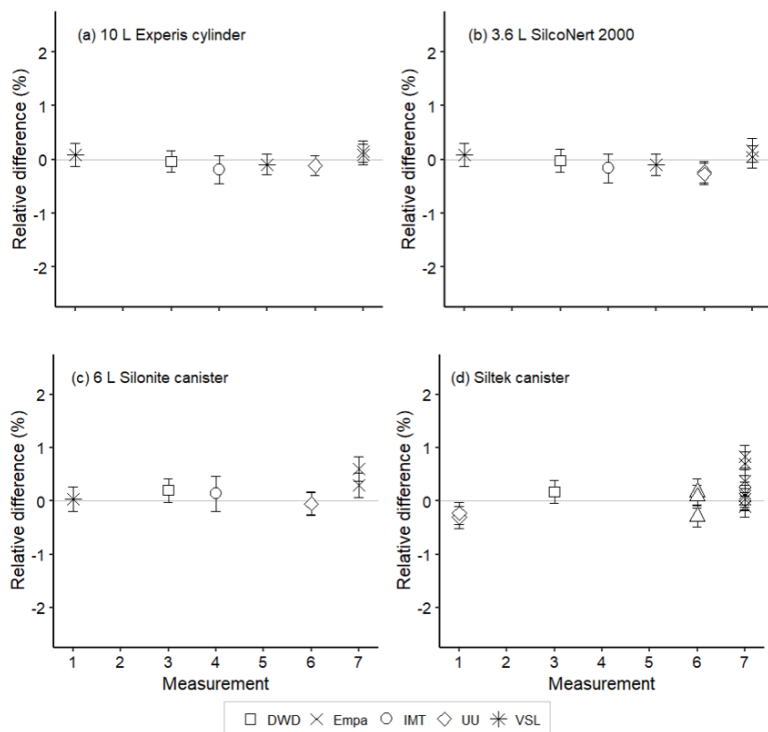 (a) 10 L Experis cylinder
(b) 3.6 L SilcoNert 2000
Relative difference (%)
2
1
0
-1
-2
Relative difference (%)
2
1
0
-1
-2
(c) 6 L Silonite canister
(d) Siltek canister
Relative difference (%)
2
1
0
-1
-2
Relative difference (%)
2
1
0
-1
-2
1 2 3 4 5 6 7
1 2 3 4 5 6 7
Measurement
Measurement
DWD Empa IMT UU VSL